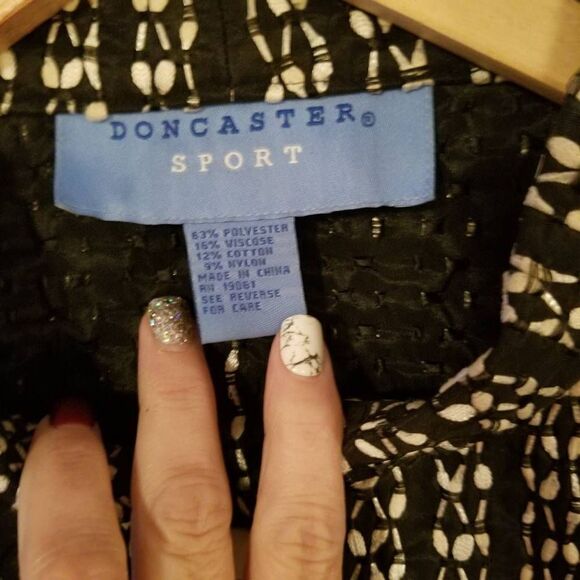 DONCASTER®
SPORT
63% POLYESTER
16% VISCOSE
12% COTTON
9% NYLON
MADE IN CHINA
RN 19061
SEE REVERSE
FOR CARE